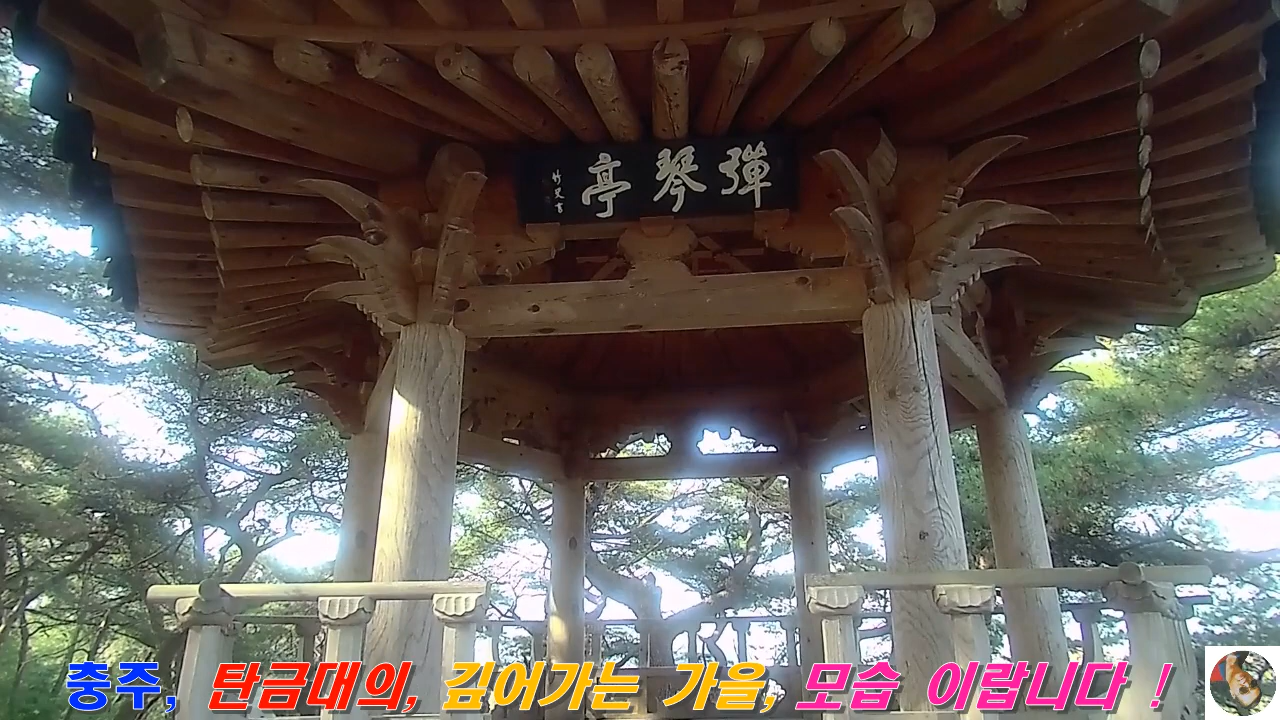 彈琴亭
충주, 탄금대의, 깊어가는 가을, 모습 이랍니다 !